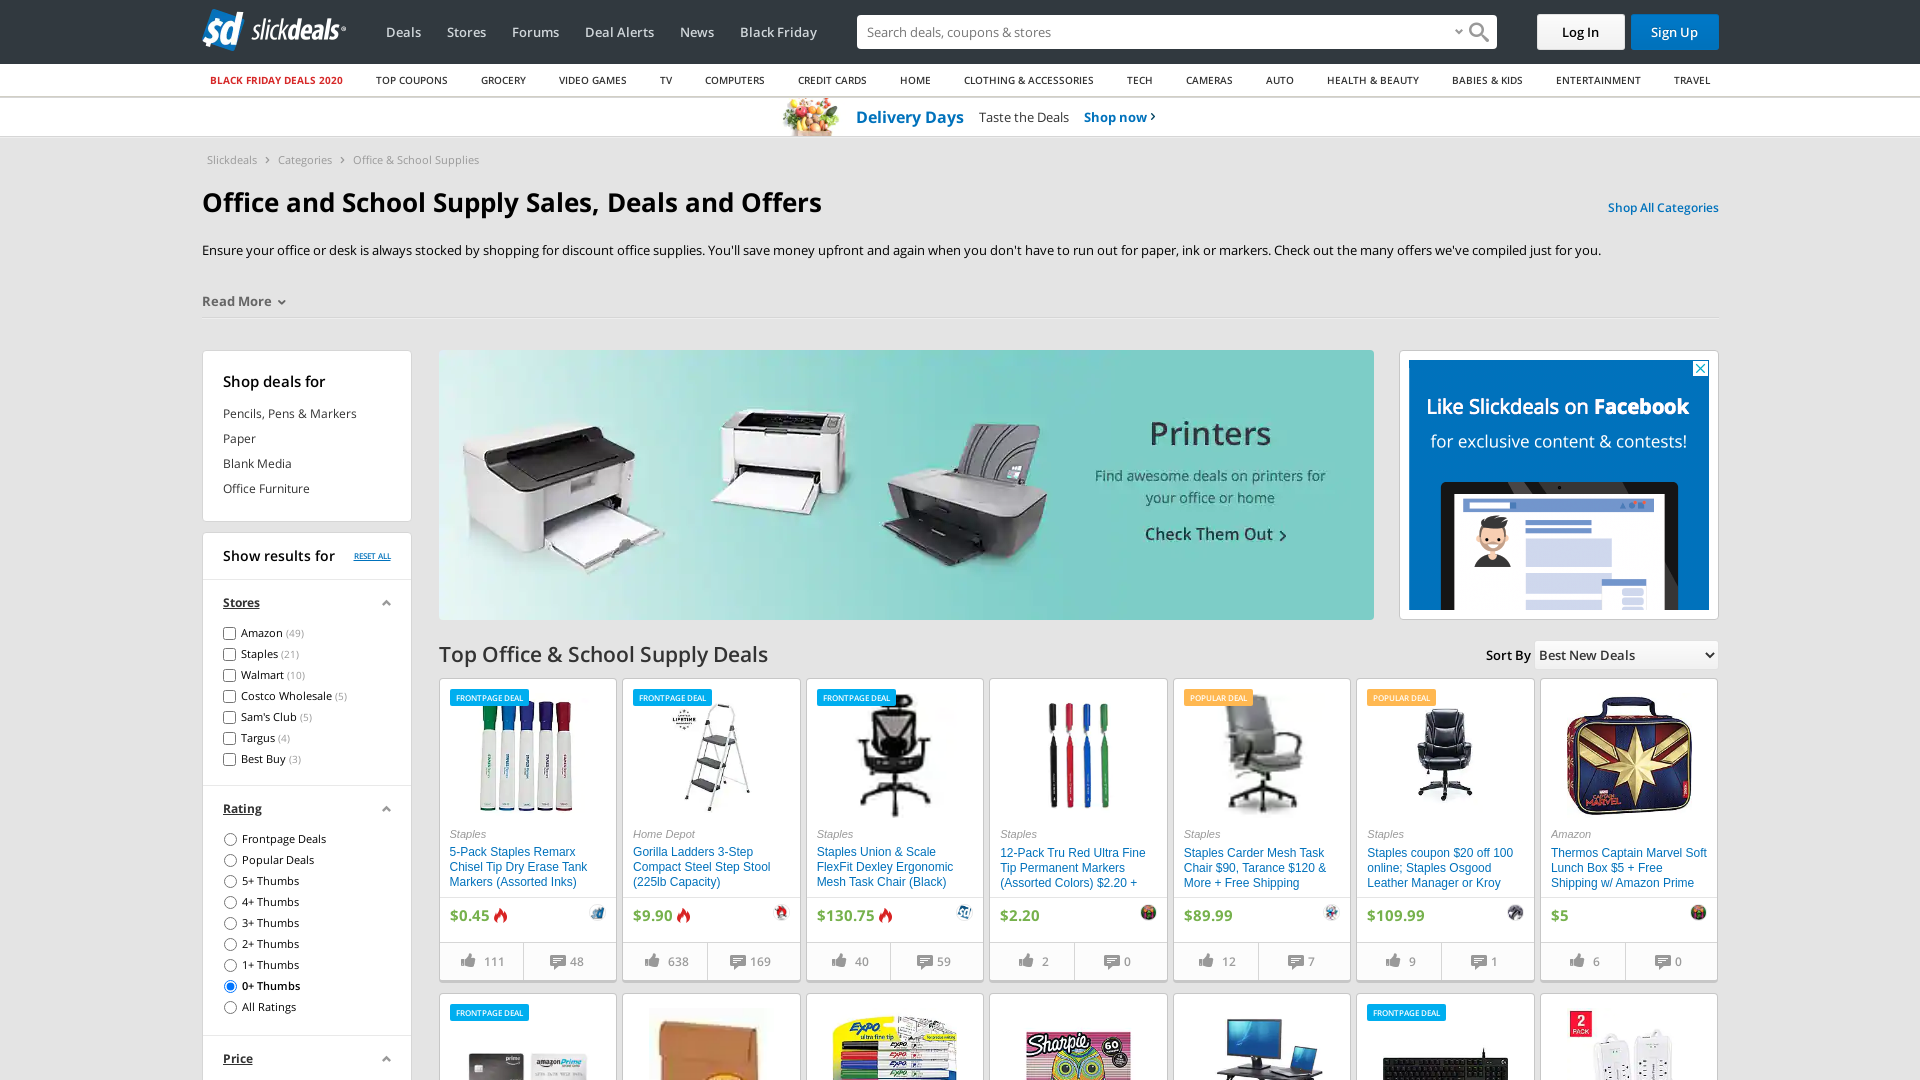 slickdeals
Deals
Stores
Forums
Deal Alerts
News
Black Friday
Search deals, coupons & stores
Log In
Sign Up
BLACK FRIDAY DEALS 2020
TOP COUPONS
GROCERY
VIDEO GAMES
TV
COMPUTERS
CREDIT CARDS
HOME
CLOTHING & ACCESSORIES
TECH
CAMERAS
AUTO
HEALTH & BEAUTY
BABIES & KIDS
ENTERTAINMENT
TRAVEL
Delivery Days Taste the Deals Shop now
Slickdeals > Categories > Office & School Supplies
Office and School Supply Sales, Deals and Offers
Shop All Categories
Ensure your office or desk is always stocked by shopping for discount office supplies. You'll save money upfront and again when you don't have to run out for paper, ink or markers. Check out the many offers we've compiled just for you.
Read More
Shop deals for
Pencils, Pens & Markers
Paper
Blank Media
Office Furniture
Show results for
RESET ALL
Stores
Amazon (49)
Staples (21)
Walmart (10)
Costco Wholesale (5)
Sam's Club (5)
Targus (4)
Best Buy (3)
Rating
Frontpage Deals
Popular Deals
5+ Thumbs
4+ Thumbs
3+ Thumbs
2+ Thumbs
1+ Thumbs
0+ Thumbs
All Ratings
Price
Printers
Find awesome deals on printers for
your office or home
Check Them Out >
Like Slickdeals on Facebook
for exclusive content & contests!
Top Office & School Supply Deals
Sort By
Best New Deals
FRONTPAGE DEAL
Staples
5-Pack Staples Remarx
Chisel Tip Dry Erase Tank
Markers (Assorted Inks)
$0.45
111
48
FRONTPAGE DEAL
LIFETIME
Home Depot
Gorilla Ladders 3-Step
Compact Steel Step Stool
(225lb Capacity)
$9.90
638
169
FRONTPAGE DEAL
Staples
Staples Union & Scale
FlexFit Dexley Ergonomic
Mesh Task Chair (Black)
$130.75
40
59
Staples
12-Pack Tru Red Ultra Fine
Tip Permanent Markers
(Assorted Colors) $2.20 +
$2.20
2
0
POPULAR DEAL
Staples
Staples Carder Mesh Task
Chair $90, Tarance $120 &
More + Free Shipping
$89.99
12
7
POPULAR DEAL
Staples
Staples coupon $20 off 100
online; Staples Osgood
Leather Manager or Kroy
$109.99
9
1
CAPTAIN
MARVEL
Amazon
Thermos Captain Marvel Soft
Lunch Box $5 + Free
Shipping w/ Amazon Prime
$5
6
0
FRONTPAGE DEAL
prime
amazonPrime
EXPO
ultra fine tip
EXPO
EXPO
Sharpie
60
FRONTPAGE DEAL
2
PACK